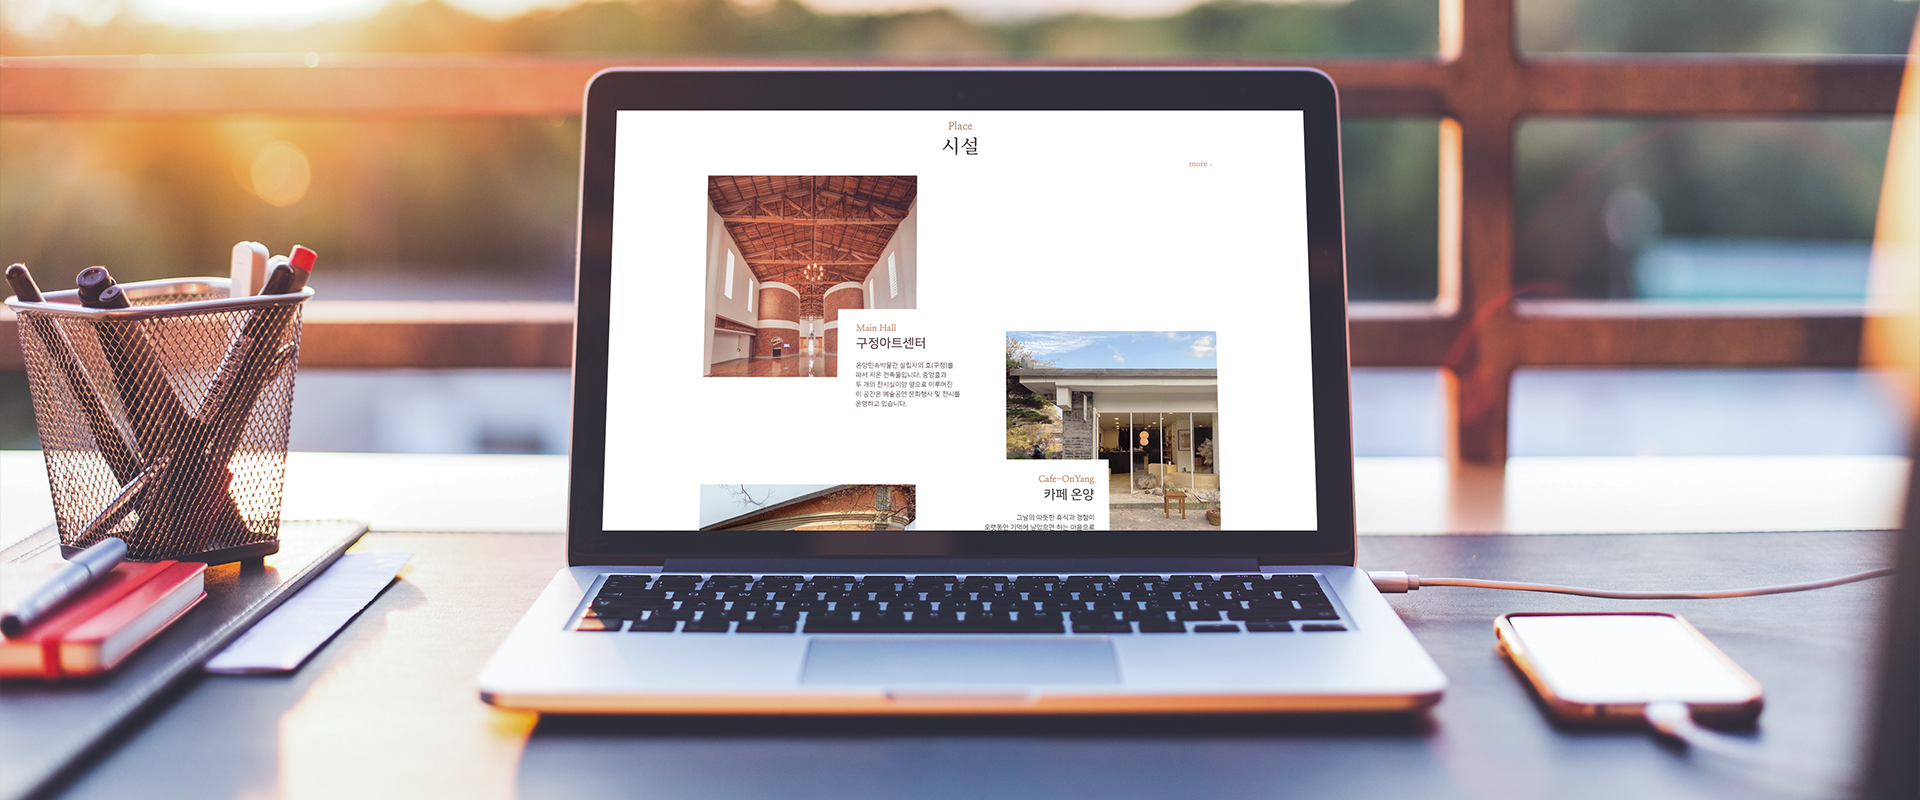 Place
시설
more
Main Hall
구정아트센터
온양민속박물관 설립자의 호(구정)를
따서 지은 건축물입니다. 중앙홀과
두 개의 전시실이양 옆으로 이루어진
이 공간은 예술공연 문화행사 및 전시를
운영하고 있습니다.
Cafe-OnYang
카페 온양
그날의 따뜻한 휴식과 경험이
오랫동안 기억에 남았으면 하는 마음으로